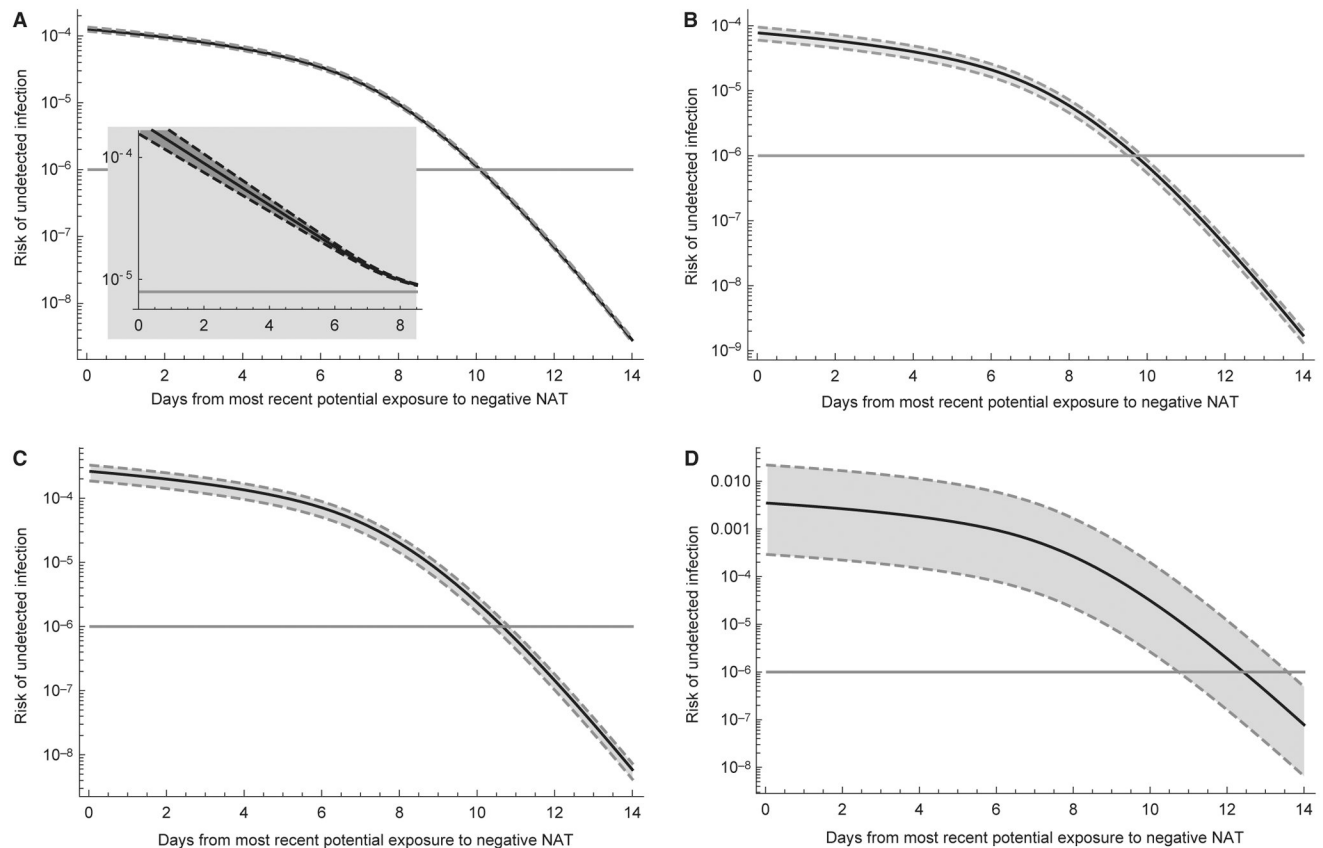 A
Risk of undetected infection
10⁻⁴
10⁻⁵
10⁻⁶
10⁻⁷
10⁻⁸
10⁻⁴
10⁻⁵
0 2 4 6 8
0 2 4 6 8 10 12 14
Days from most recent potential exposure to negative NAT
B
Risk of undetected infection
10⁻⁴
10⁻⁵
10⁻⁶
10⁻⁷
10⁻⁸
10⁻⁹
0 2 4 6 8 10 12 14
Days from most recent potential exposure to negative NAT
C
Risk of undetected infection
10⁻⁴
10⁻⁵
10⁻⁶
10⁻⁷
10⁻⁸
0 2 4 6 8 10 12 14
Days from most recent potential exposure to negative NAT
D
Risk of undetected infection
0.010
0.001
10⁻⁴
10⁻⁵
10⁻⁶
10⁻⁷
10⁻⁸
0 2 4 6 8 10 12 14
Days from most recent potential exposure to negative NAT